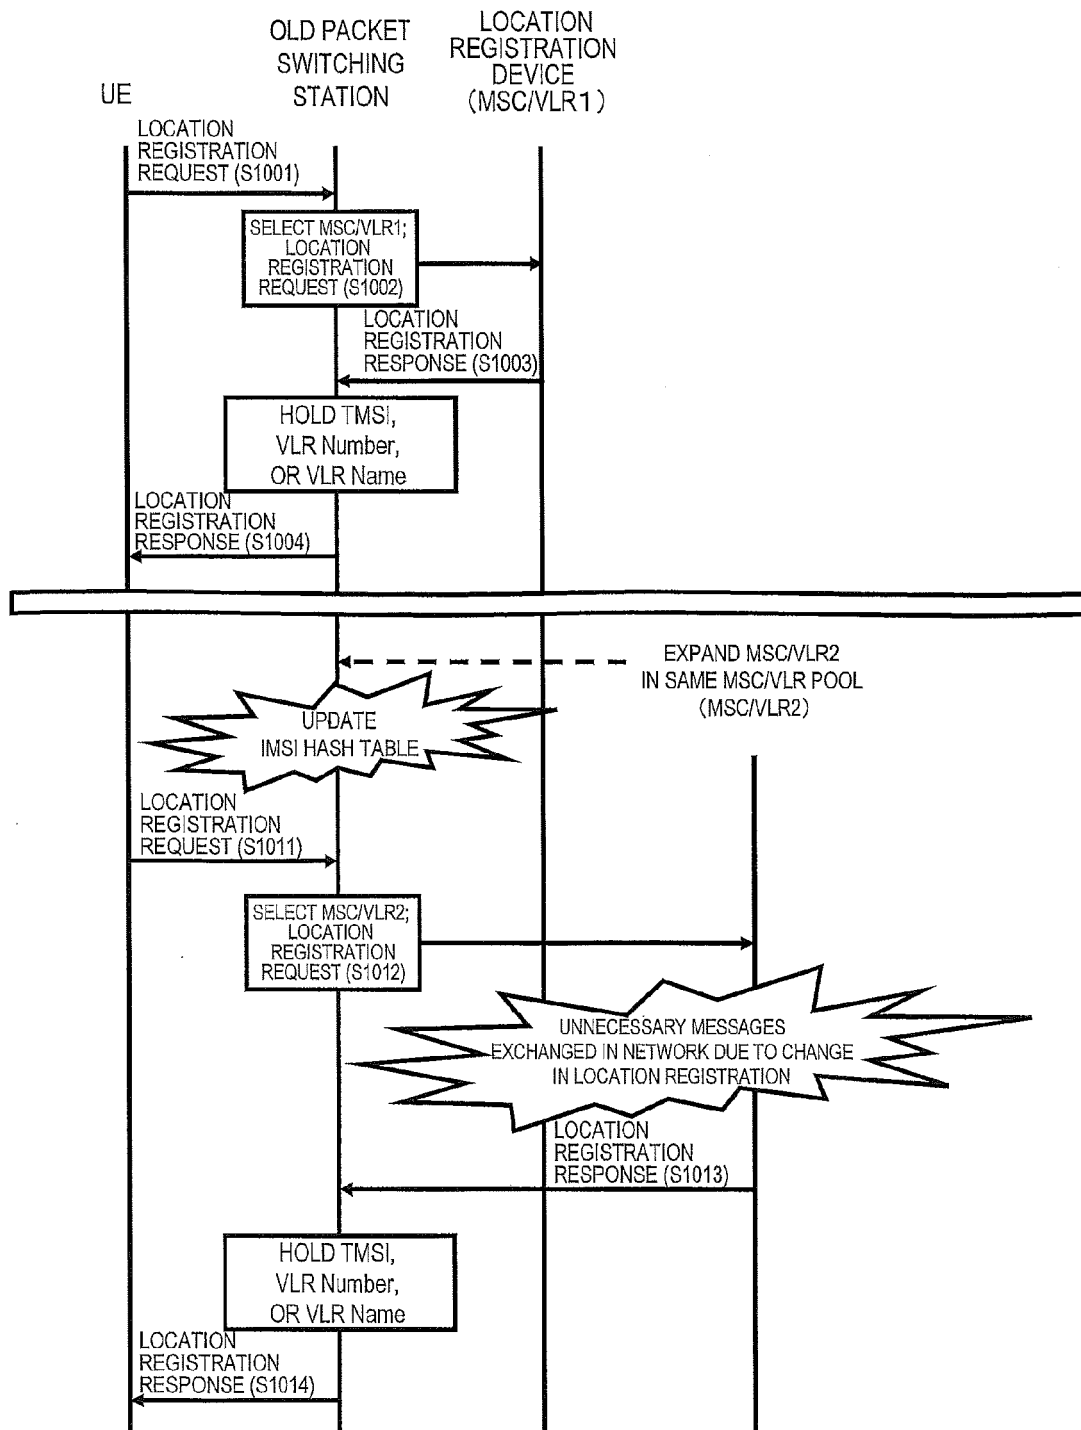 UE
OLD PACKET
SWITCHING
STATION
LOCATION
REGISTRATION
DEVICE
(MSC/VLR1)
LOCATION
REGISTRATION
REQUEST (S1001)
SELECT MSC/VLR1;
LOCATION
REGISTRATION
REQUEST (S1002)
LOCATION
REGISTRATION
RESPONSE (S1003)
HOLD TMSI,
VLR Number,
OR VLR Name
LOCATION
REGISTRATION
RESPONSE (S1004)
EXPAND MSC/VLR2
IN SAME MSC/VLR POOL
(MSC/VLR2)
UPDATE
IMSI HASH TABLE
LOCATION
REGISTRATION
REQUEST (S1011)
SELECT MSC/VLR2;
LOCATION
REGISTRATION
REQUEST (S1012)
UNNECESSARY MESSAGES
EXCHANGED IN NETWORK DUE TO CHANGE
IN LOCATION REGISTRATION
LOCATION
REGISTRATION
RESPONSE (S1013)
HOLD TMSI,
VLR Number,
OR VLR Name
LOCATION
REGISTRATION
RESPONSE (S1014)